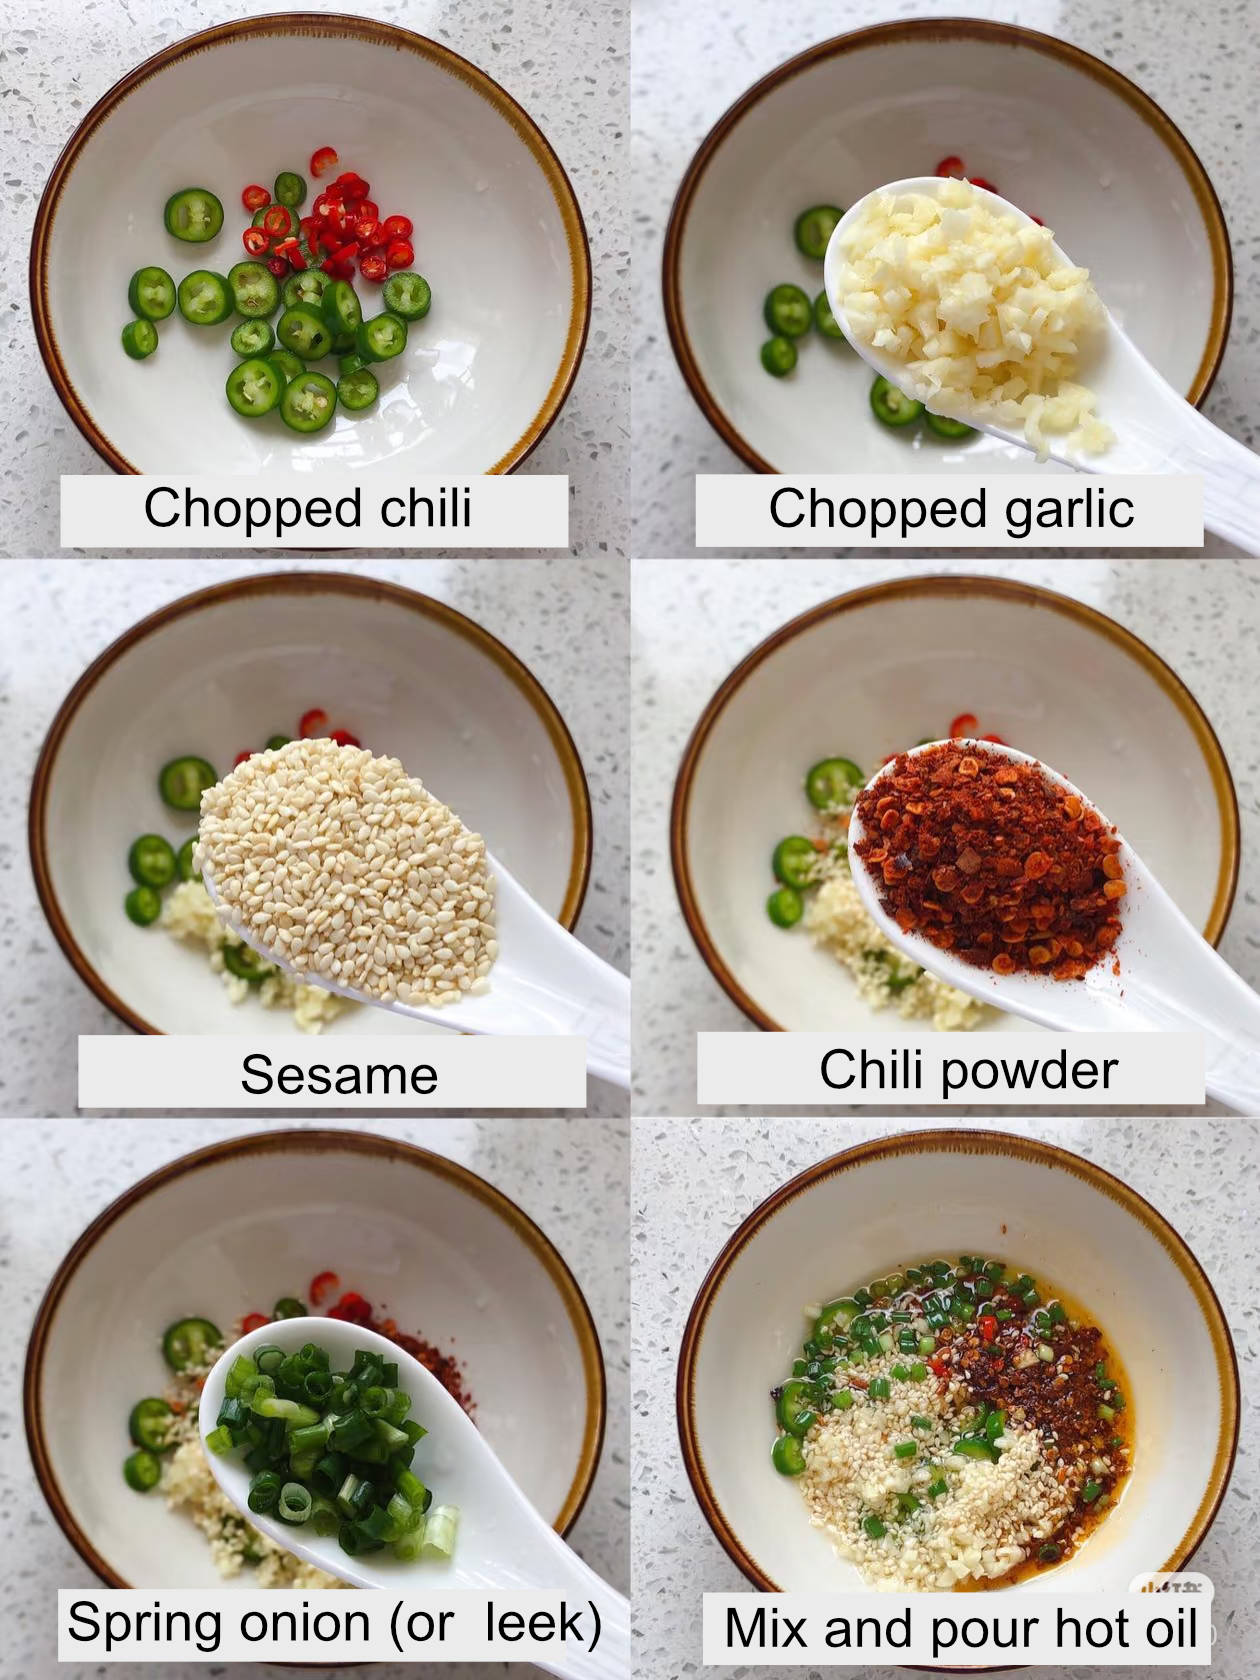 Chopped chili
Chopped garlic
Sesame
Chili powder
Spring onion (or  leek)
Mix and pour hot oil